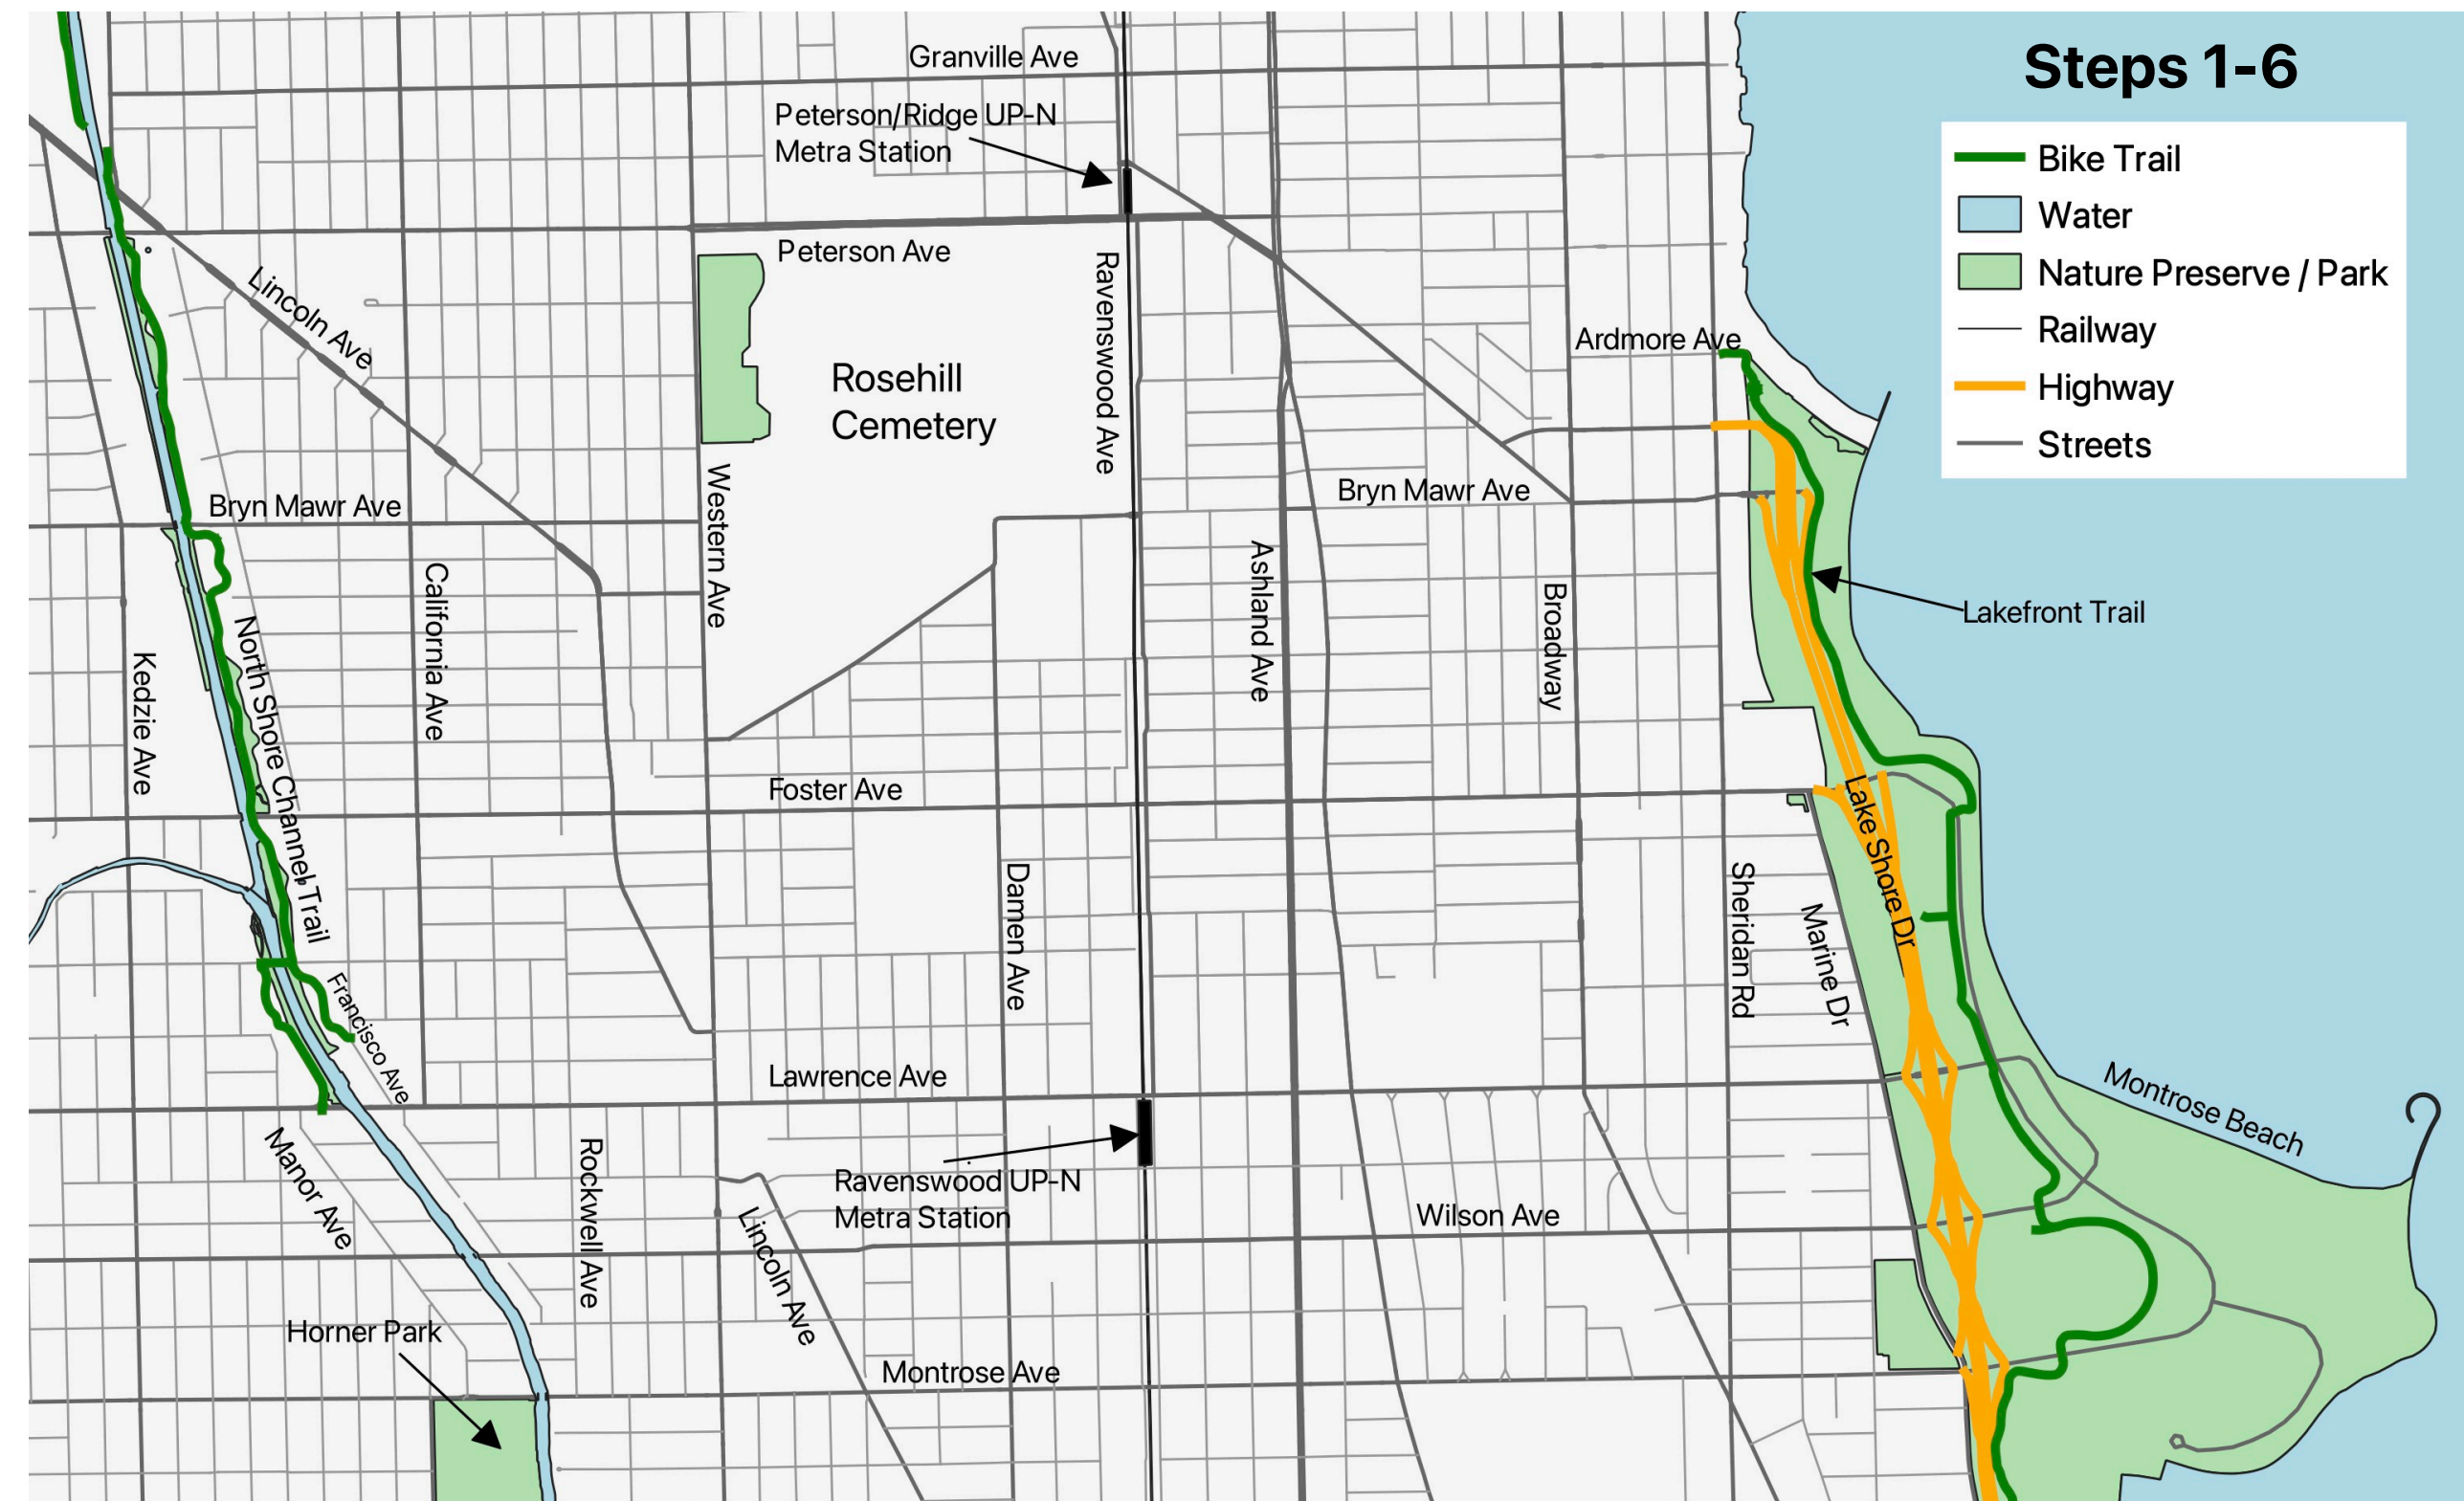 Steps 1-6
Bike Trail
Water
Nature Preserve / Park
Railway
Highway
Streets
Granville Ave
Peterson/Ridge UP-N
Metra Station
Peterson Ave
Lincoln Ave
Ravenswood Ave
Ardmore Ave
Rosehill
Cemetery
Bryn Mawr Ave
Western Ave
Bryn Mawr Ave
Ashland Ave
California Ave
Broadway
Lakefront Trail
North Shore Channel Trail
Kedzie Ave
Foster Ave
Lake Shore Dr
Damen Ave
Sheridan Rd
Marine Dr
Francisco Ave
Lawrence Ave
Montrose Beach
Manor Ave
Rockwell Ave
Ravenswood UP-N
Metra Station
Wilson Ave
Lincoln Ave
Horner Park
Montrose Ave